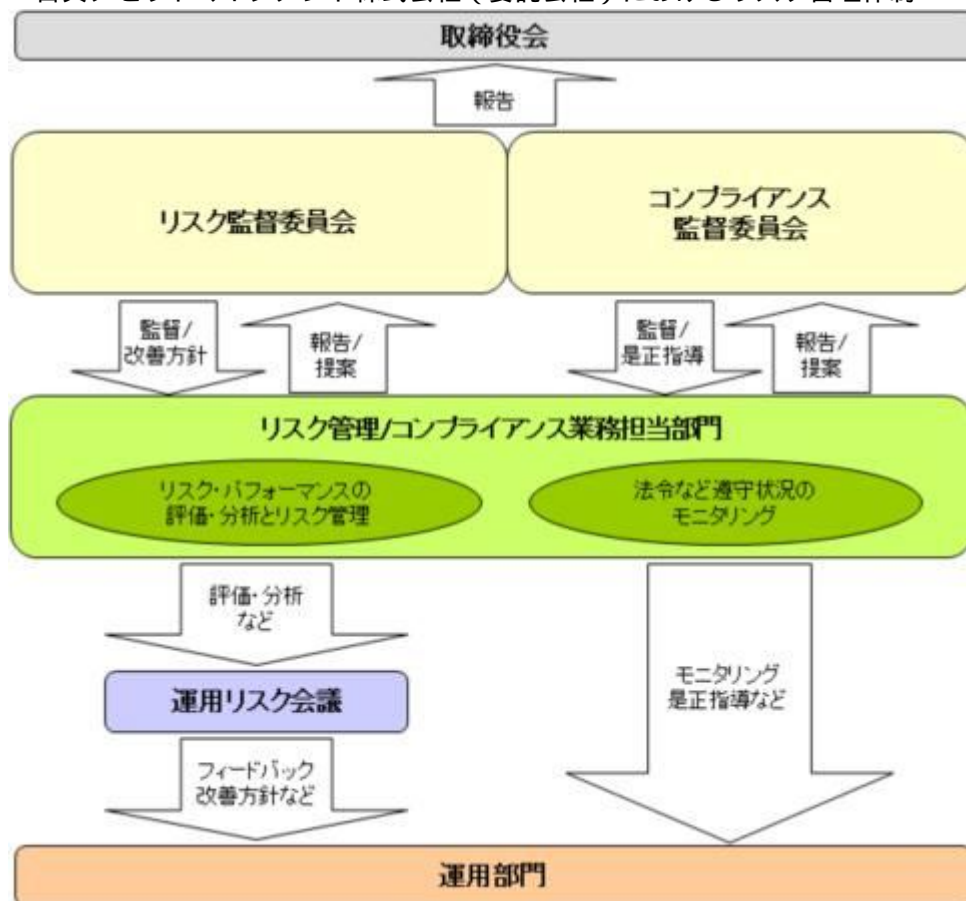 取締役会
報告
リスク監督委員会
コンプライアンス
監督委員会
監督/
改善方針
報告/
提案
監督/
是正指導
報告/
提案
リスク管理/コンプライアンス業務担当部門
リスク・パフォーマンスの
評価・分析とリスク管理
法令など遵守状況の
モニタリング
評価・分析
など
運用リスク会議
モニタリング
是正指導など
フィードバック
改善方針など
運用部門